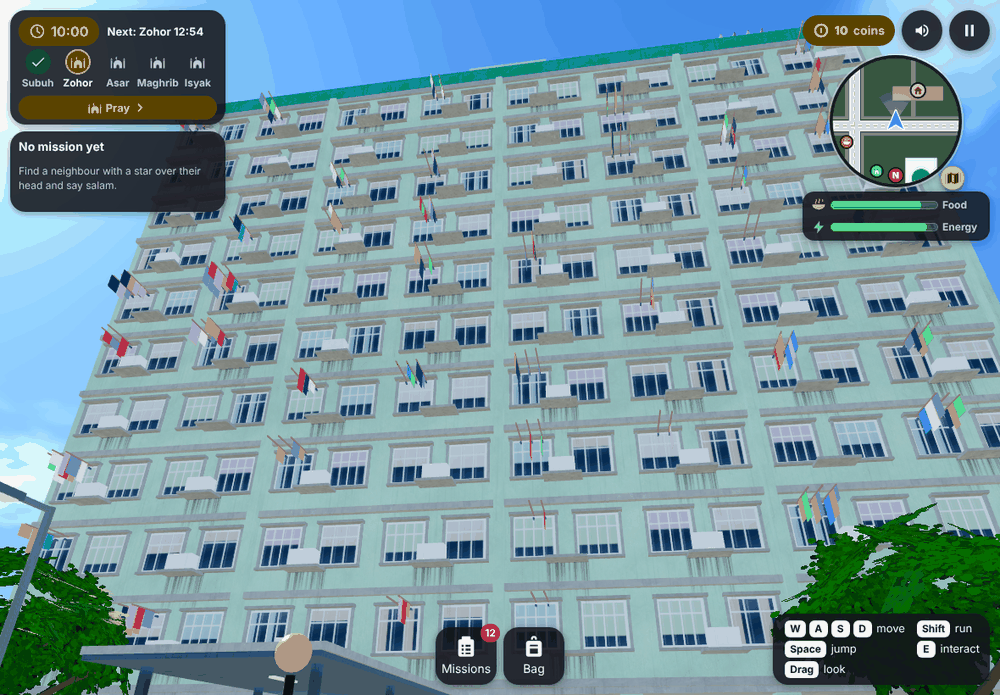 10:00
Next: Zohor 12:54
Subuh Zohor Asar Maghrib Isyak
Pray
No mission yet
Find a neighbour with a star over their
head and say salam.
10 coins
N
Food
Energy
12
Missions
Bag
W A S D move Shift run
Space jump E interact
Drag look